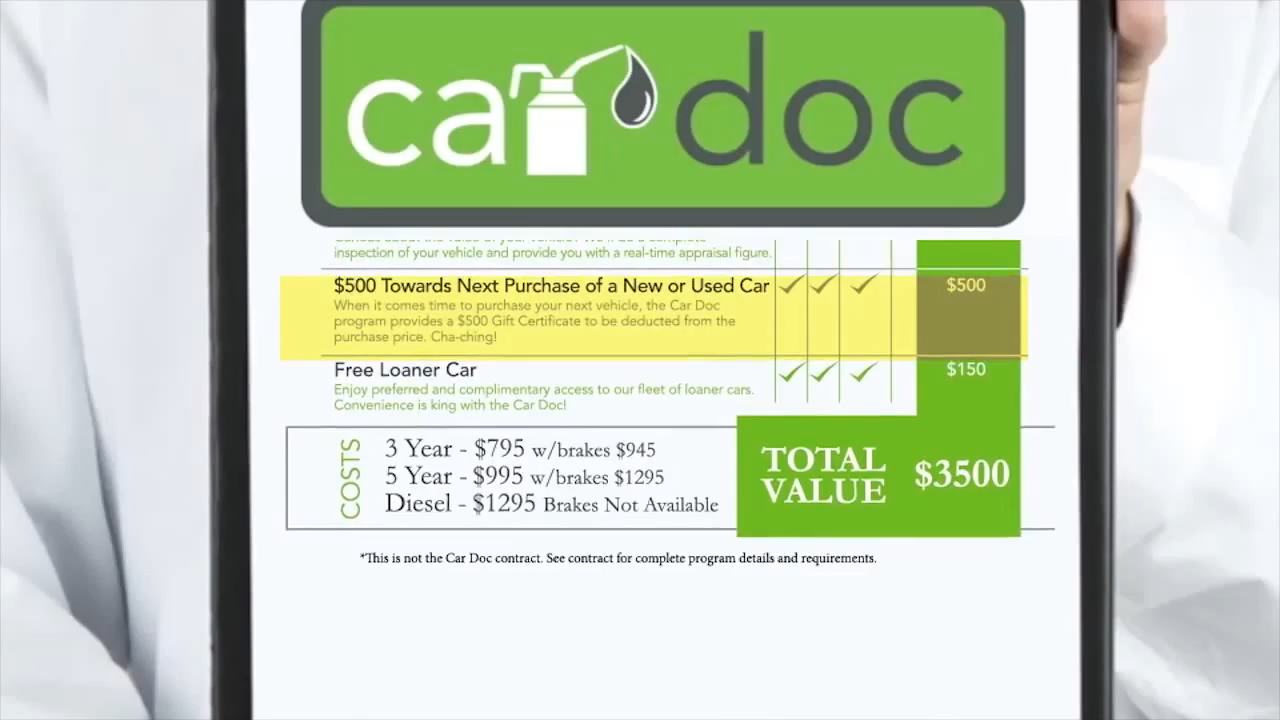 car doc
inspection of your vehicle and provide you with a real-time appraisal figure.
$500 Towards Next Purchase of a New or Used Car $500
When it comes time to purchase your next vehicle, the Car Doc
program provides a $500 Gift Certificate to be deducted from the
purchase price. Cha-ching!
Free Loaner Car $150
Enjoy preferred and complimentary access to our fleet of loaner cars.
Convenience is king with the Car Doc!
COSTS
3 Year - $795 w/brakes $945
5 Year - $995 w/brakes $1295
Diesel - $1295 Brakes Not Available
TOTAL
VALUE
$3500
*This is not the Car Doc contract. See contract for complete program details and requirements.